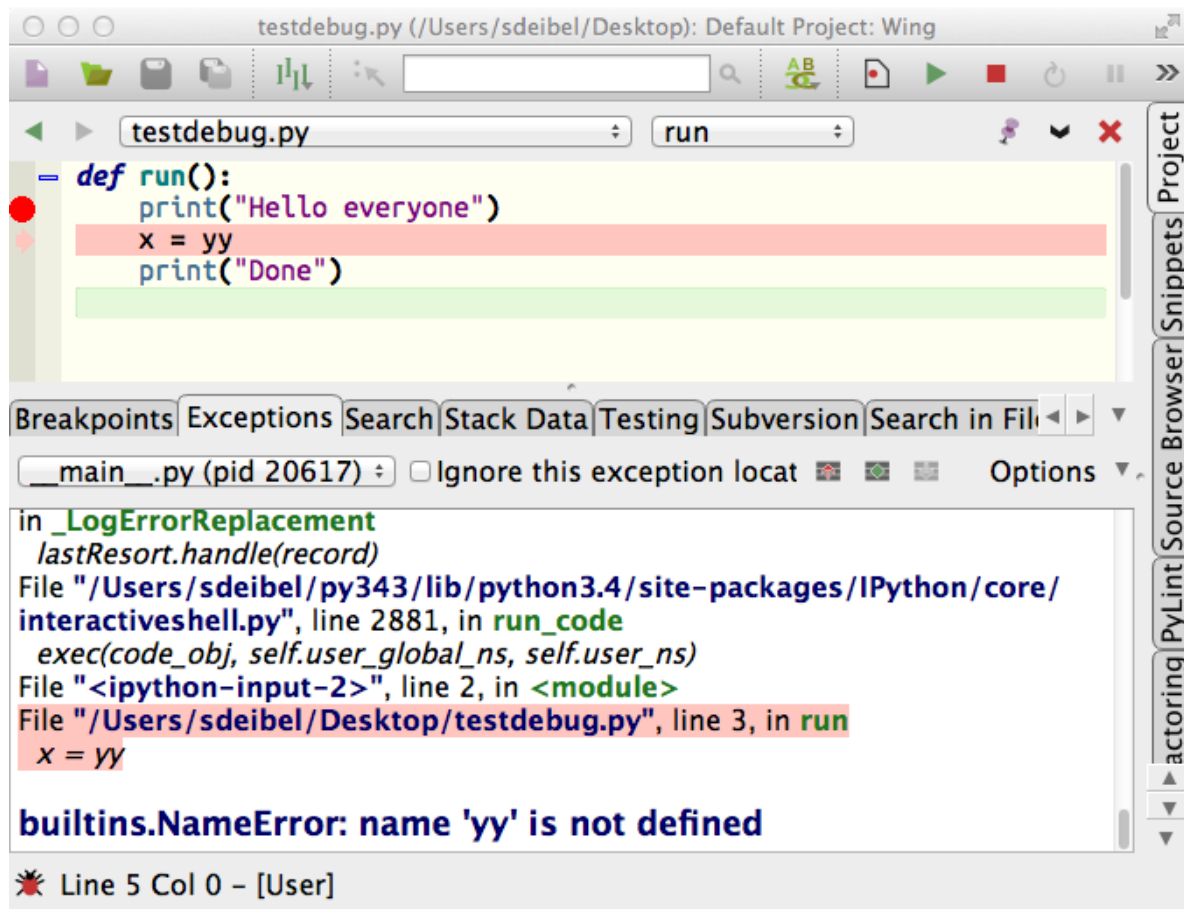 testdebug.py (/Users/sdeibel/Desktop): Default Project: Wing
AB
testdebug.py run
def run():
print("Hello everyone")
x = yy
print("Done")
Breakpoints Exceptions Search Stack Data Testing Subversion Search in Fil
__main__.py (pid 20617) Ignore this exception locat Options
in _LogErrorReplacement
lastResort.handle(record)
File "/Users/sdeibel/py343/lib/python3.4/site-packages/IPython/core/
interactiveshell.py", line 2881, in run_code
exec(code_obj, self.user_global_ns, self.user_ns)
File "<ipython-input-2>", line 2, in <module>
File "/Users/sdeibel/Desktop/testdebug.py", line 3, in run
x = yy
builtins.NameError: name 'yy' is not defined
Line 5 Col 0 – [User]
Project
Snippets
Source Browser
PyLint
actoring